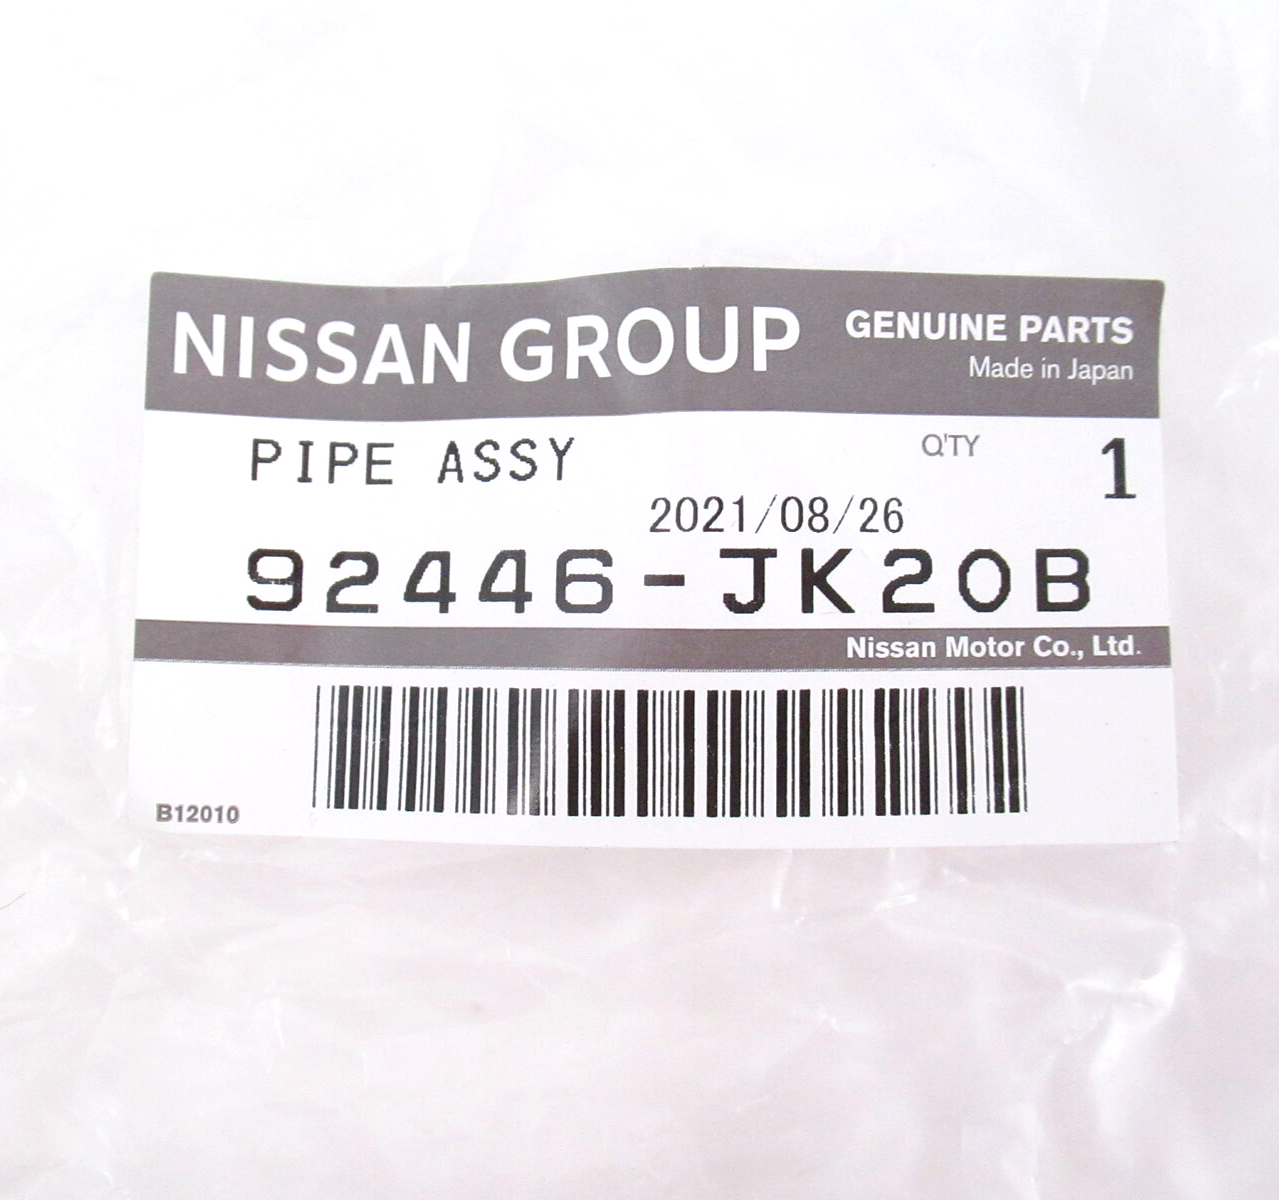 NISSAN GROUP
GENUINE PARTS
Made in Japan
PIPE ASSY
Q'TY 1
2021/08/26
92446-JK20B
Nissan Motor Co., Ltd.
B12010